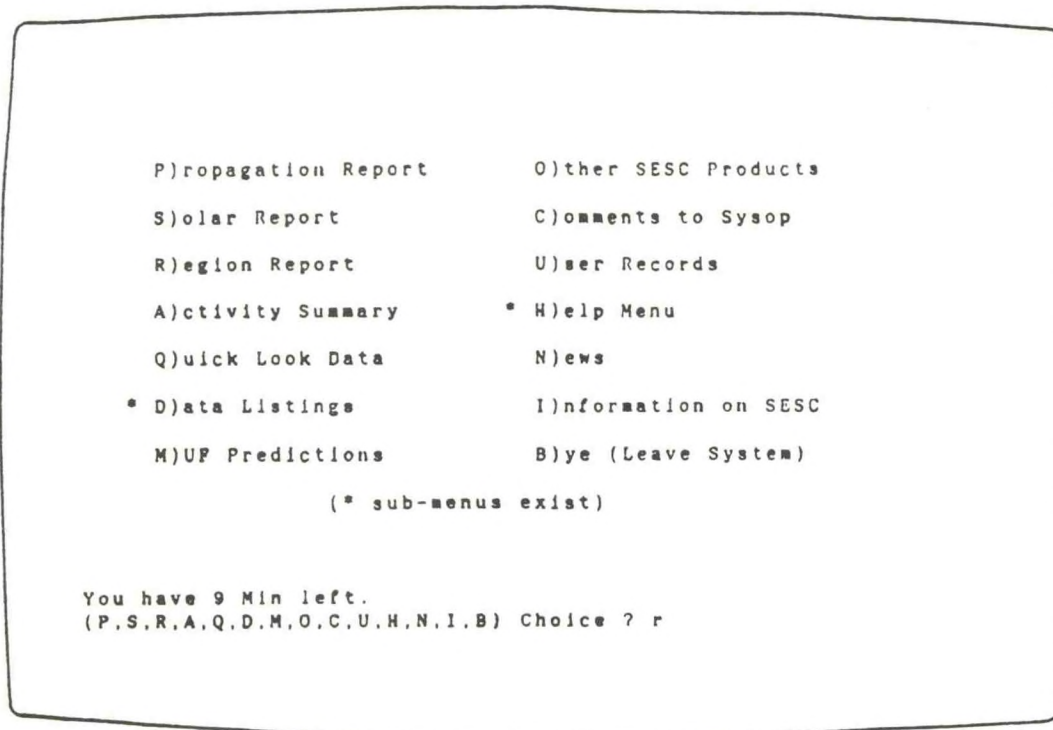 P)ropagation Report O)ther SESC Products
S)olar Report C)omments to Sysop
R)egion Report U)ser Records
A)ctivity Summary * H)elp Menu
Q)uick Look Data N)ews
* D)ata Listings I)nformation on SESC
M)UF Predictions B)ye (Leave System)
(* sub-menus exist)
You have 9 Min left.
(P,S,R,A,Q,D,M,O,C,U,H,N,I,B) Choice ? r